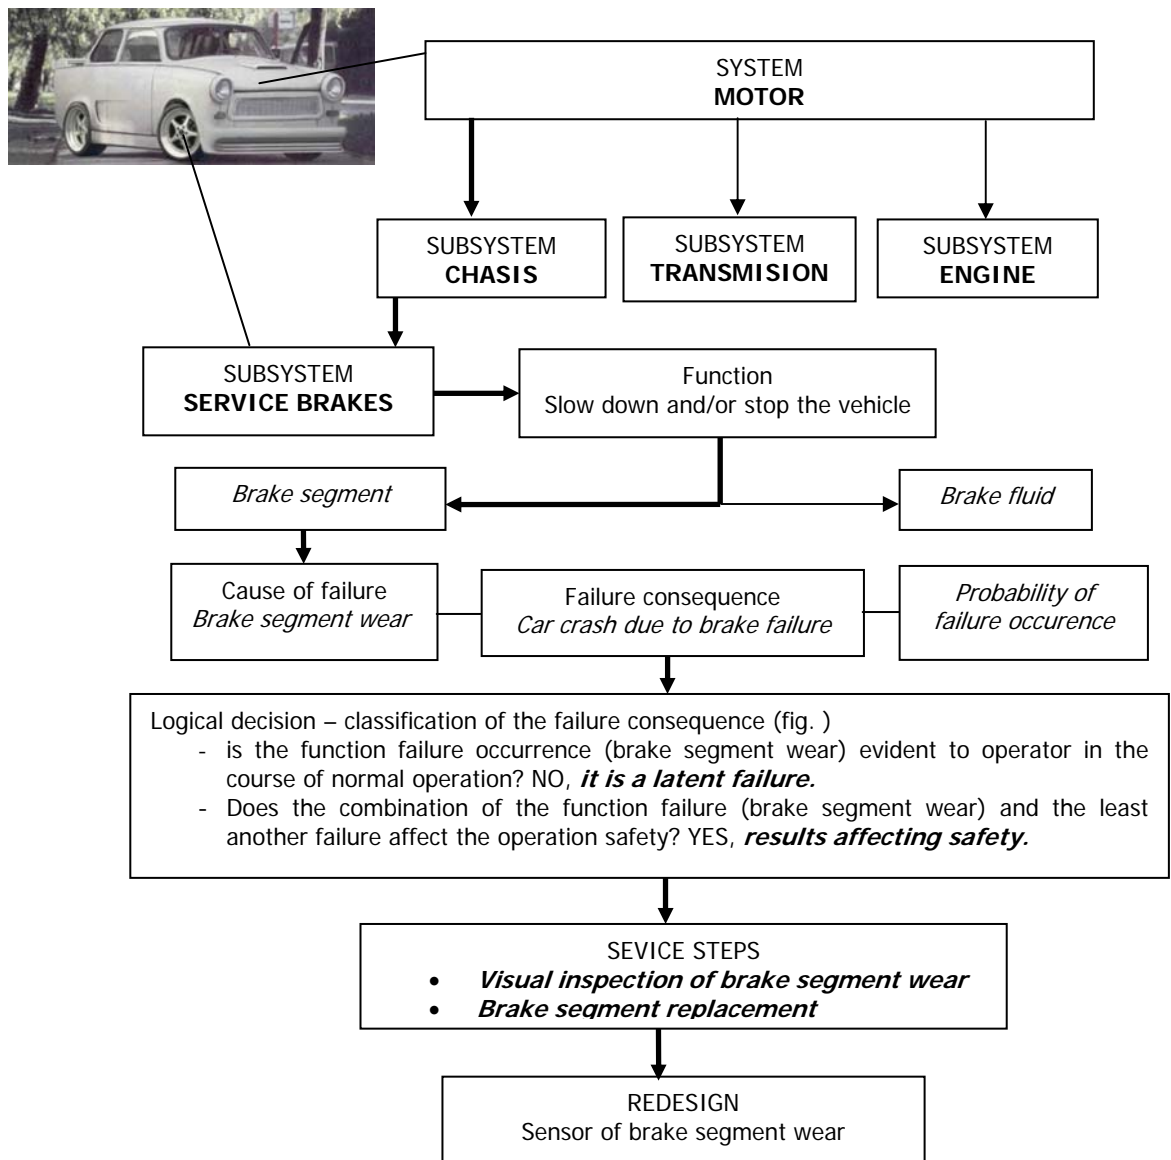 SYSTEM
MOTOR
SUBSYSTEM
CHASIS
SUBSYSTEM
TRANSMISION
SUBSYSTEM
ENGINE
SUBSYSTEM
SERVICE BRAKES
Function
Slow down and/or stop the vehicle
Brake segment
Brake fluid
Cause of failure
Brake segment wear
Failure consequence
Car crash due to brake failure
Probability of
failure occurence
Logical decision – classification of the failure consequence (fig. )
- is the function failure occurrence (brake segment wear) evident to operator in the
course of normal operation? NO, it is a latent failure.
- Does the combination of the function failure (brake segment wear) and the least
another failure affect the operation safety? YES, results affecting safety.
SEVICE STEPS
• Visual inspection of brake segment wear
• Brake segment replacement
REDESIGN
Sensor of brake segment wear